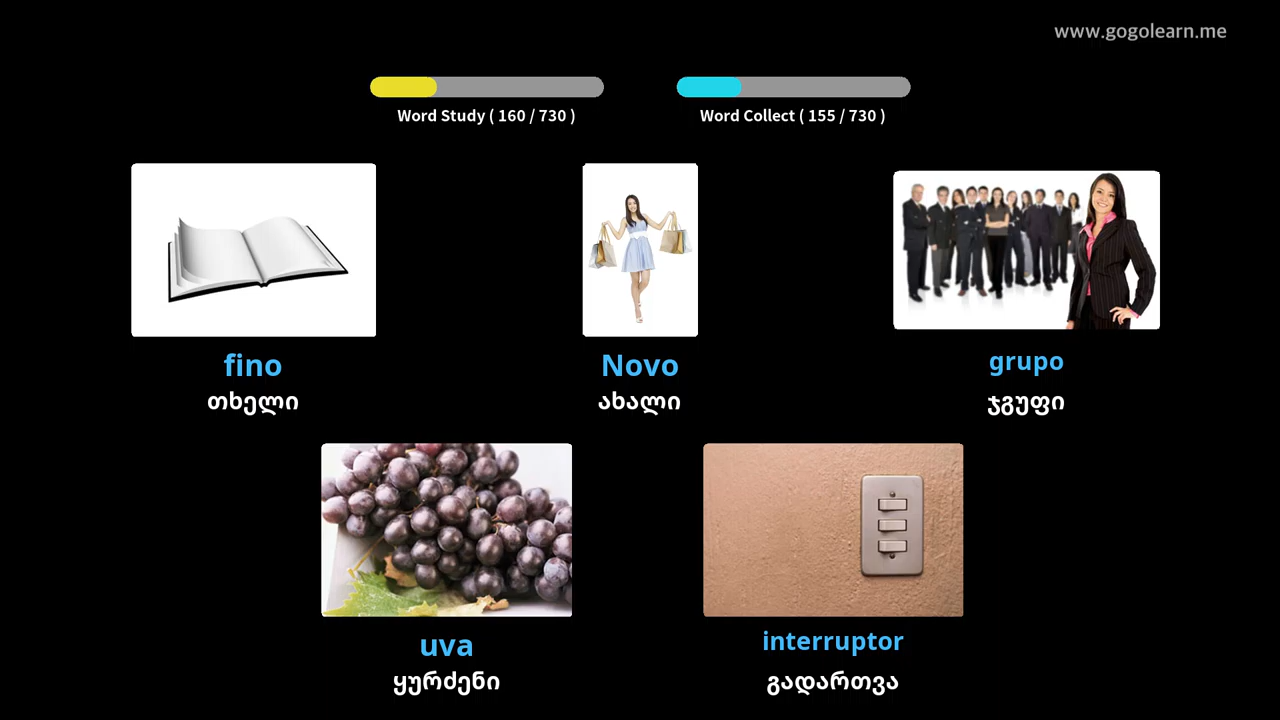 www.gogolearn.me
Word Study ( 160 / 730 )
Word Collect ( 155 / 730 )
fino
თხელი
Novo
ახალი
grupo
ჯგუფი
uva
ყურძენი
interruptor
გადართვა